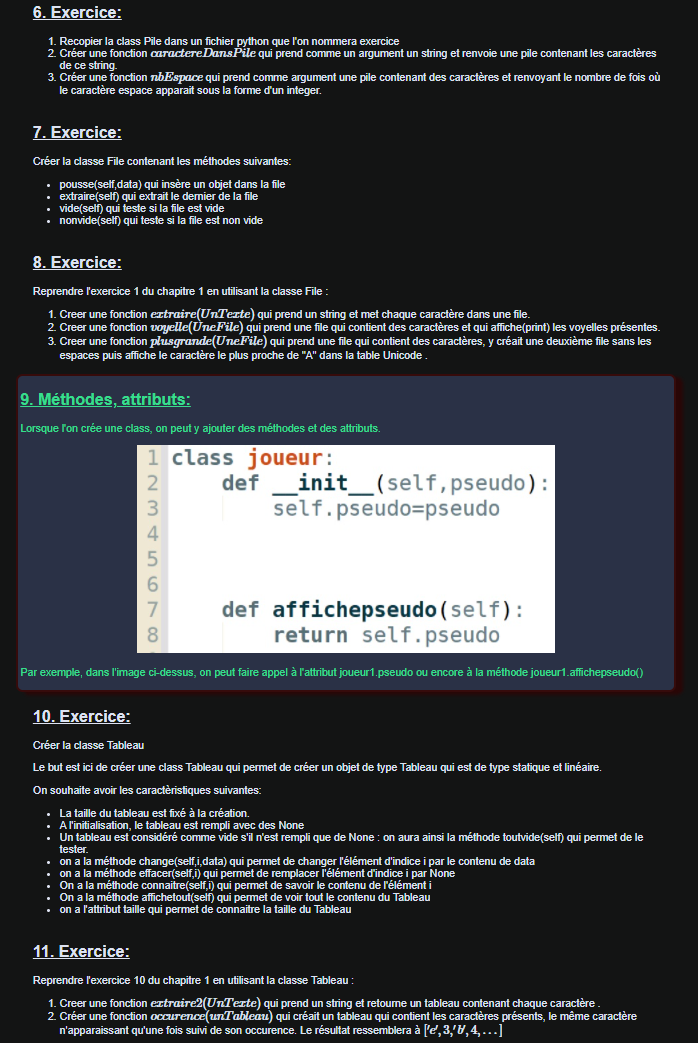 6. Exercice:
1. Recopier la class Pile dans un fichier python que l'on nommera exercice
2. Créer une fonction caractereDansPile qui prend comme un argument un string et renvoie une pile contenant les caractères
de ce string.
3. Créer une fonction nbEspace qui prend comme argument une pile contenant des caractères et renvoyant le nombre de fois où
le caractère espace apparait sous la forme d'un integer.
7. Exercice:
Créer la classe File contenant les méthodes suivantes:
• pousse(self,data) qui insère un objet dans la file
• extraire(self) qui extrait le dernier de la file
• vide(self) qui teste si la file est vide
• nonvide(self) qui teste si la file est non vide
8. Exercice:
Reprendre l'exercice 1 du chapitre 1 en utilisant la classe File :
1. Creer une fonction extraire(UnTexte) qui prend un string et met chaque caractère dans une file.
2. Creer une fonction voyelle(UneFile) qui prend une file qui contient des caractères et qui affiche(print) les voyelles présentes.
3. Creer une fonction plusgrande(UneFile) qui prend une file qui contient des caractères, y créait une deuxième file sans les
espaces puis affiche le caractère le plus proche de "A" dans la table Unicode .
9. Méthodes, attributs:
Lorsque l'on crée une class, on peut y ajouter des méthodes et des attributs.
1 class joueur:
2     def __init__(self,pseudo):
3         self.pseudo=pseudo
4
5
6
7     def affichepseudo(self):
8         return self.pseudo
Par exemple, dans l'image ci-dessus, on peut faire appel à l'attribut joueur1.pseudo ou encore à la méthode joueur1.affichepseudo()
10. Exercice:
Créer la classe Tableau
Le but est ici de créer une class Tableau qui permet de créer un objet de type Tableau qui est de type statique et linéaire.
On souhaite avoir les caractèristiques suivantes:
• La taille du tableau est fixé à la création.
• A l'initialisation, le tableau est rempli avec des None
• Un tableau est considéré comme vide s'il n'est rempli que de None : on aura ainsi la méthode toutvide(self) qui permet de le
tester.
• on a la méthode change(self,i,data) qui permet de changer l'élément d'indice i par le contenu de data
• on a la méthode effacer(self,i) qui permet de remplacer l'élément d'indice i par None
• On a la méthode connaitre(self,i) qui permet de savoir le contenu de l'élément i
• On a la méthode affichetout(self) qui permet de voir tout le contenu du Tableau
• on a l'attribut taille qui permet de connaitre la taille du Tableau
11. Exercice:
Reprendre l'exercice 10 du chapitre 1 en utilisant la classe Tableau :
1. Creer une fonction extraire2(UnTexte) qui prend un string et retourne un tableau contenant chaque caractère .
2. Créer une fonction occurence(unTableau) qui créait un tableau qui contient les caractères présents, le même caractère
n'apparaissant qu'une fois suivi de son occurence. Le résultat ressemblera à ['e', 3,' b', 4, . . . ]